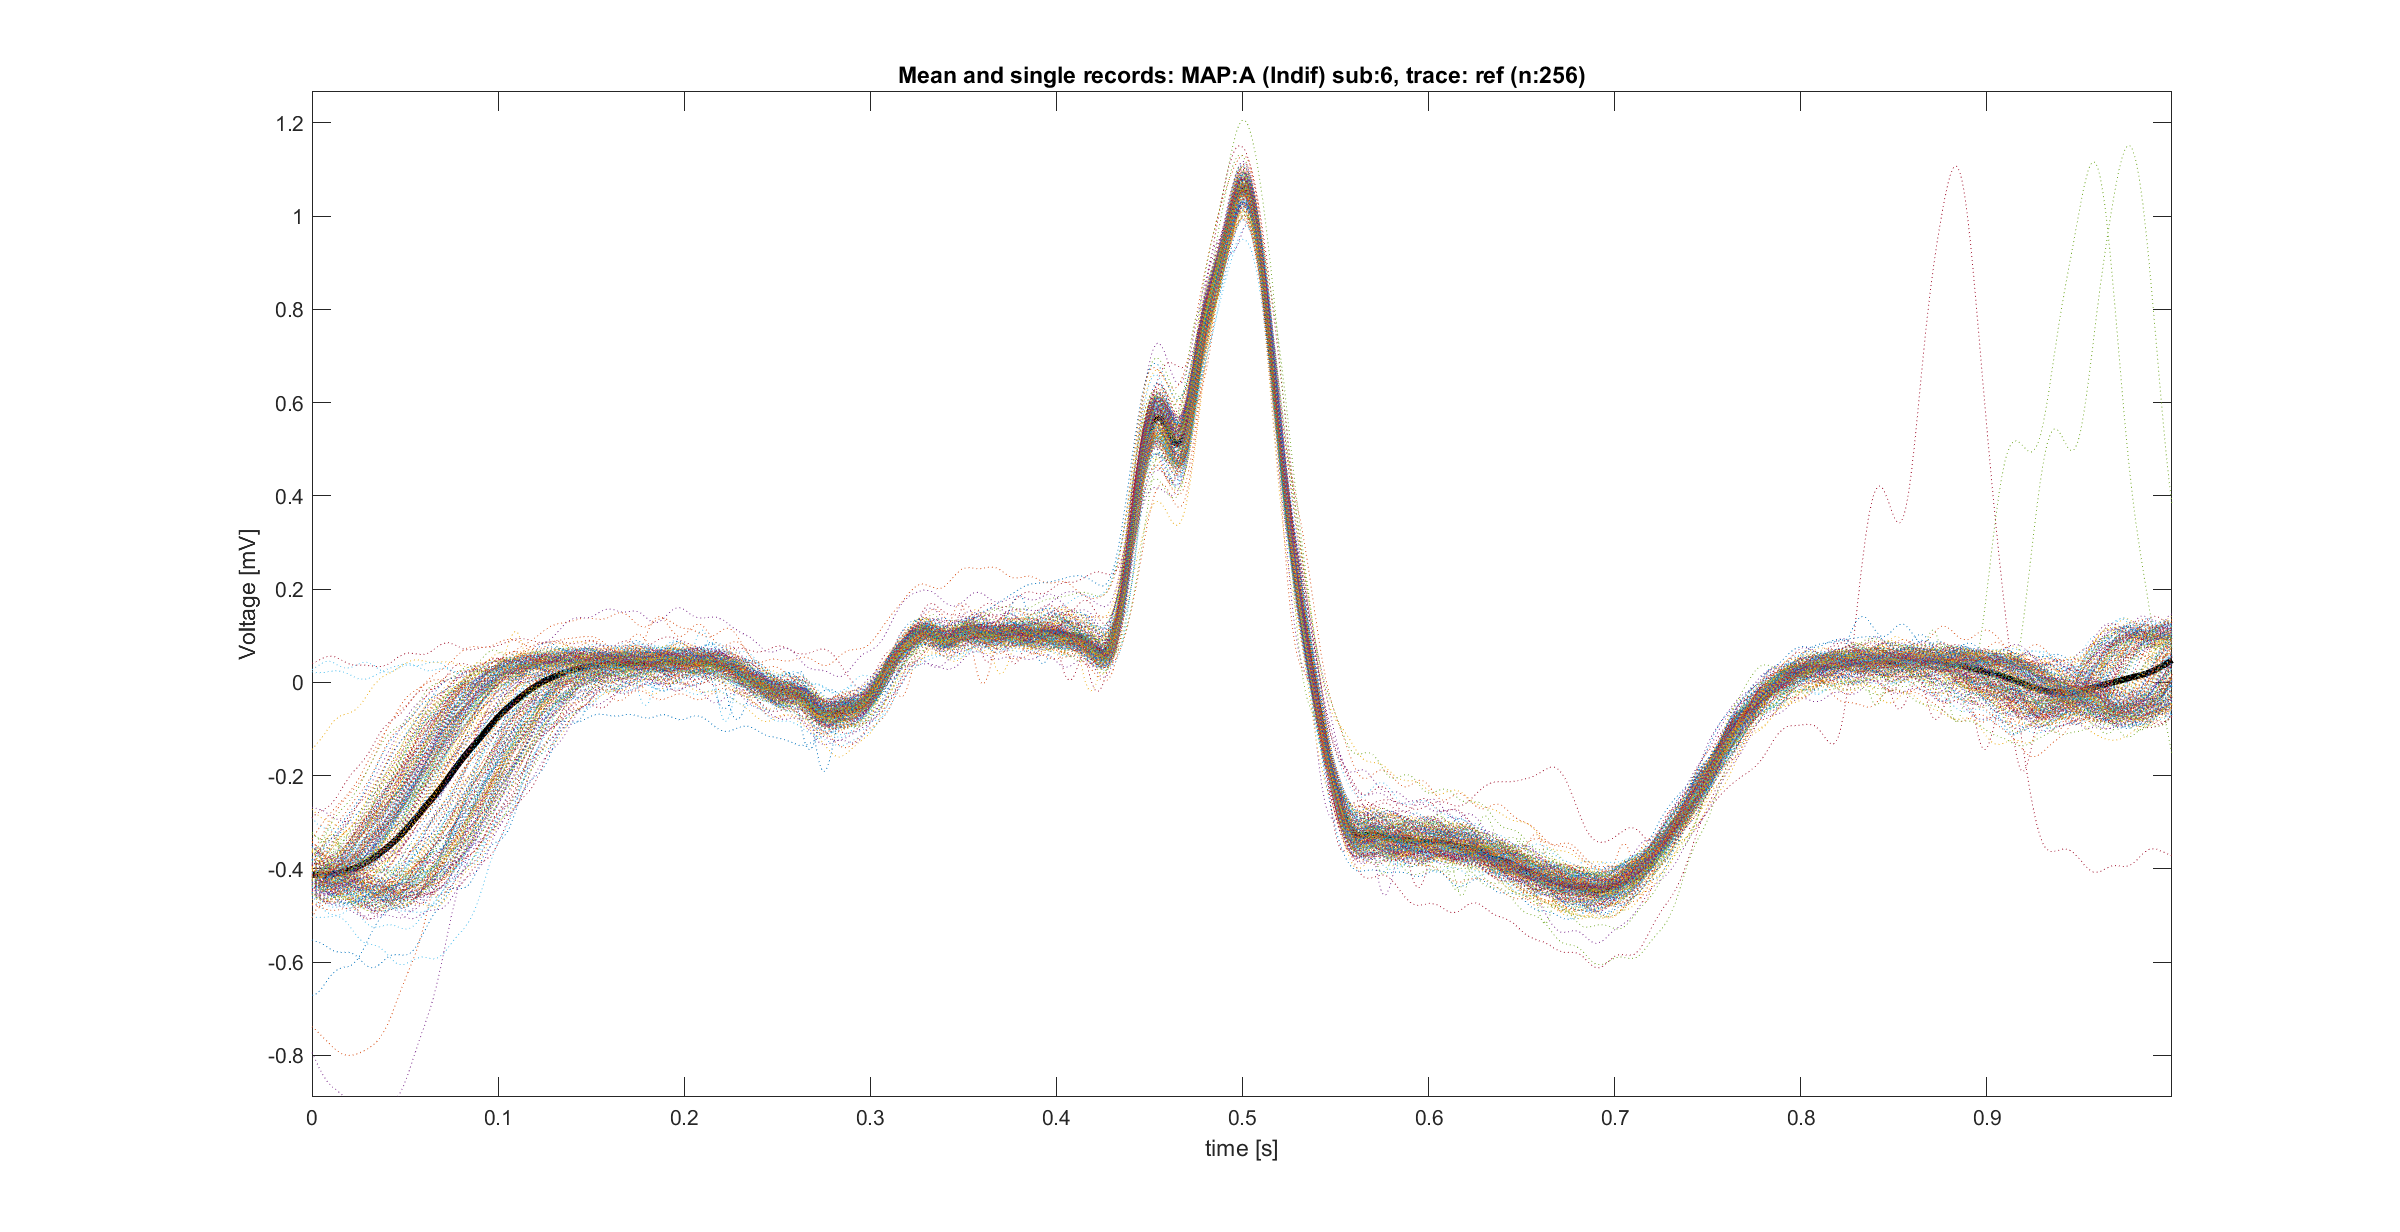 Mean and single records: MAP:A (Indif) sub:6, trace: ref (n:256)
1.2
1
0.8
0.6
0.4
0.2
0
-0.2
-0.4
-0.6
-0.8
Voltage [mV]
0 0.1 0.2 0.3 0.4 0.5 0.6 0.7 0.8 0.9
time [s]